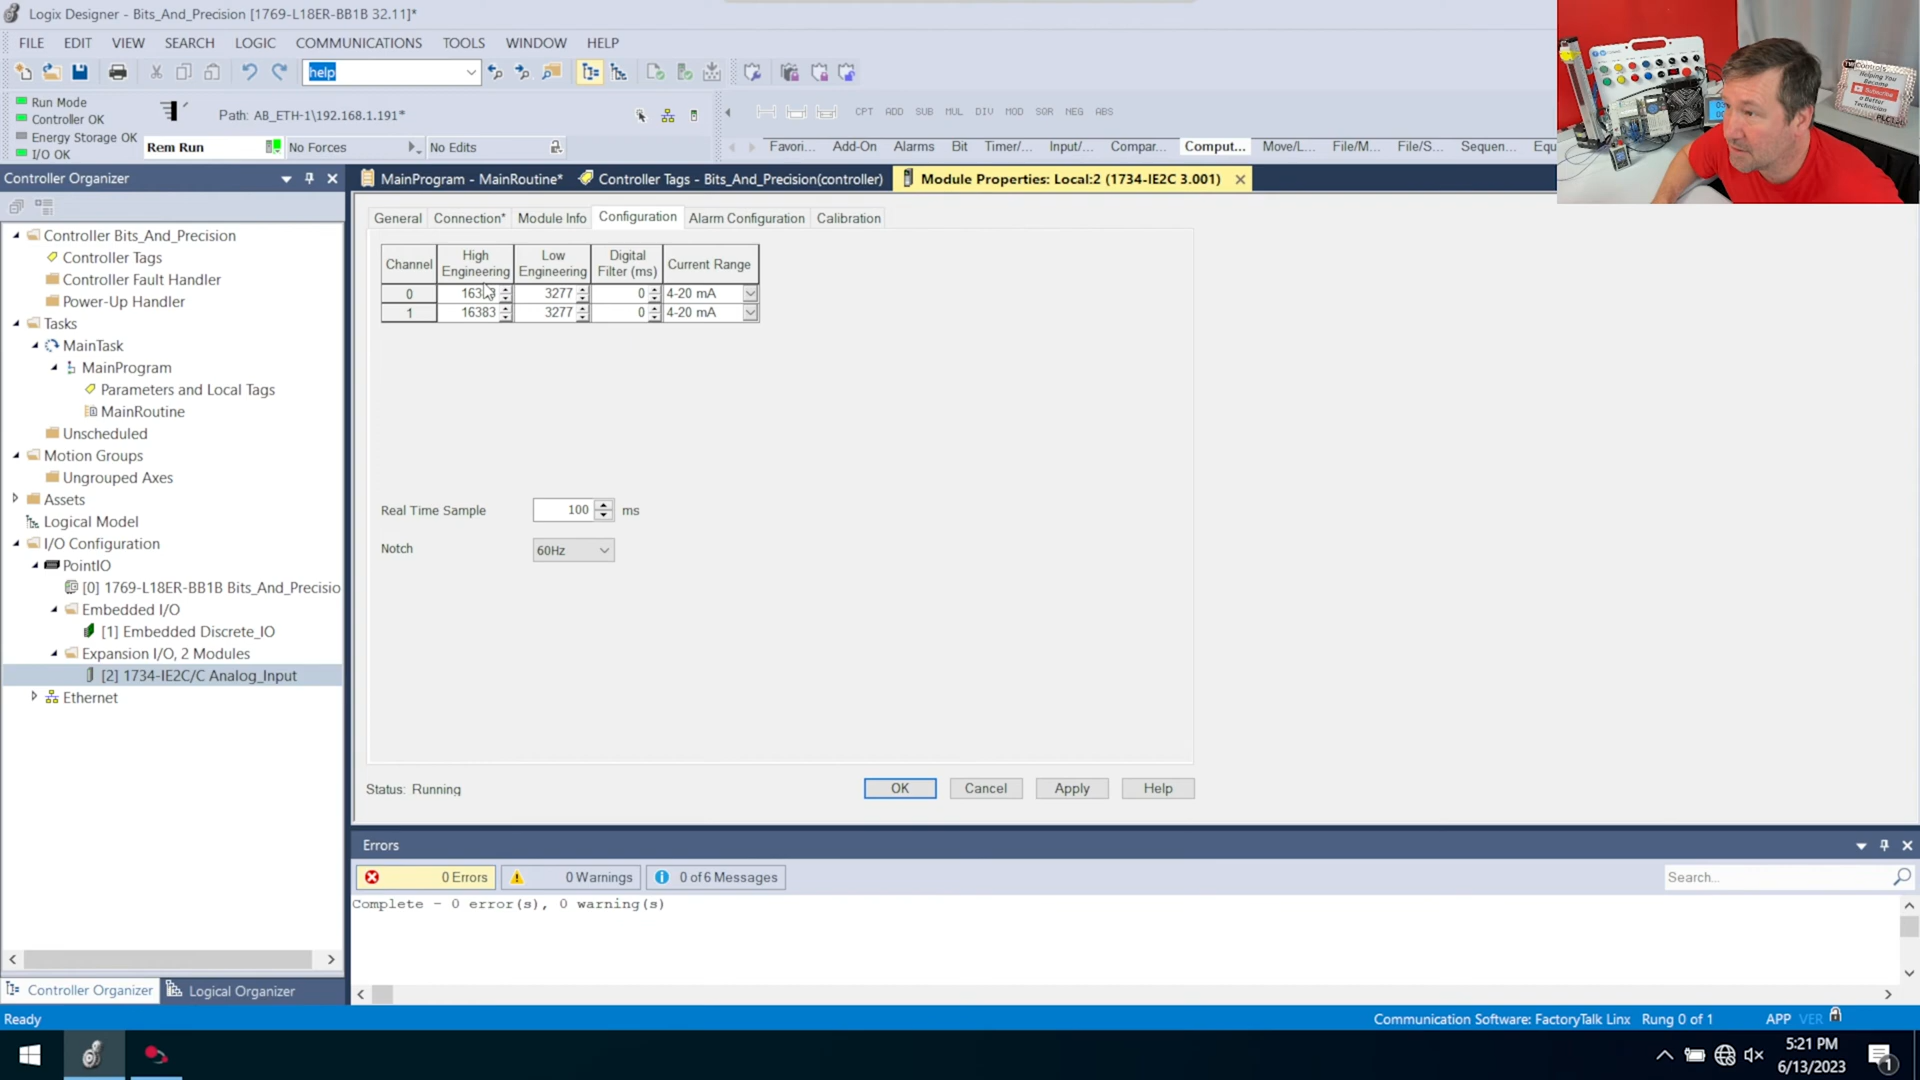 Logix Designer - Bits_And_Precision [1769-L18ER-BB1B 32.11]*
FILE EDIT VIEW SEARCH LOGIC COMMUNICATIONS TOOLS WINDOW HELP
help
Run Mode
Controller OK
Energy Storage OK
I/O OK
Path: AB_ETH-1\192.168.1.191*
Rem Run No Forces No Edits
CPT ADD SUB MUL DIV MOD SQR NEG ABS
Favori... Add-On Alarms Bit Timer/... Input/... Compar... Comput... Move/L... File/M... File/S... Sequen... Equ
Controls
Helping You
Become
Subscribe
a Better
Technician
Controller Organizer
MainProgram - MainRoutine* Controller Tags - Bits_And_Precision(controller) Module Properties: Local:2 (1734-IE2C 3.001)
Controller Bits_And_Precision
Controller Tags
Controller Fault Handler
Power-Up Handler
Tasks
MainTask
MainProgram
Parameters and Local Tags
MainRoutine
Unscheduled
Motion Groups
Ungrouped Axes
Assets
Logical Model
I/O Configuration
PointIO
[0] 1769-L18ER-BB1B Bits_And_Precisio
Embedded I/O
[1] Embedded Discrete_IO
Expansion I/O, 2 Modules
[2] 1734-IE2C/C Analog_Input
Ethernet
General Connection* Module Info Configuration Alarm Configuration Calibration
Channel High Engineering Low Engineering Digital Filter (ms) Current Range
0 16383 3277 0 4-20 mA
1 16383 3277 0 4-20 mA
Real Time Sample 100 ms
Notch 60Hz
Status: Running OK Cancel Apply Help
Errors
0 Errors 0 Warnings 0 of 6 Messages Search...
Complete - 0 error(s), 0 warning(s)
Controller Organizer Logical Organizer
Ready Communication Software: FactoryTalk Linx Rung 0 of 1 APP VER
5:21 PM
6/13/2023
1